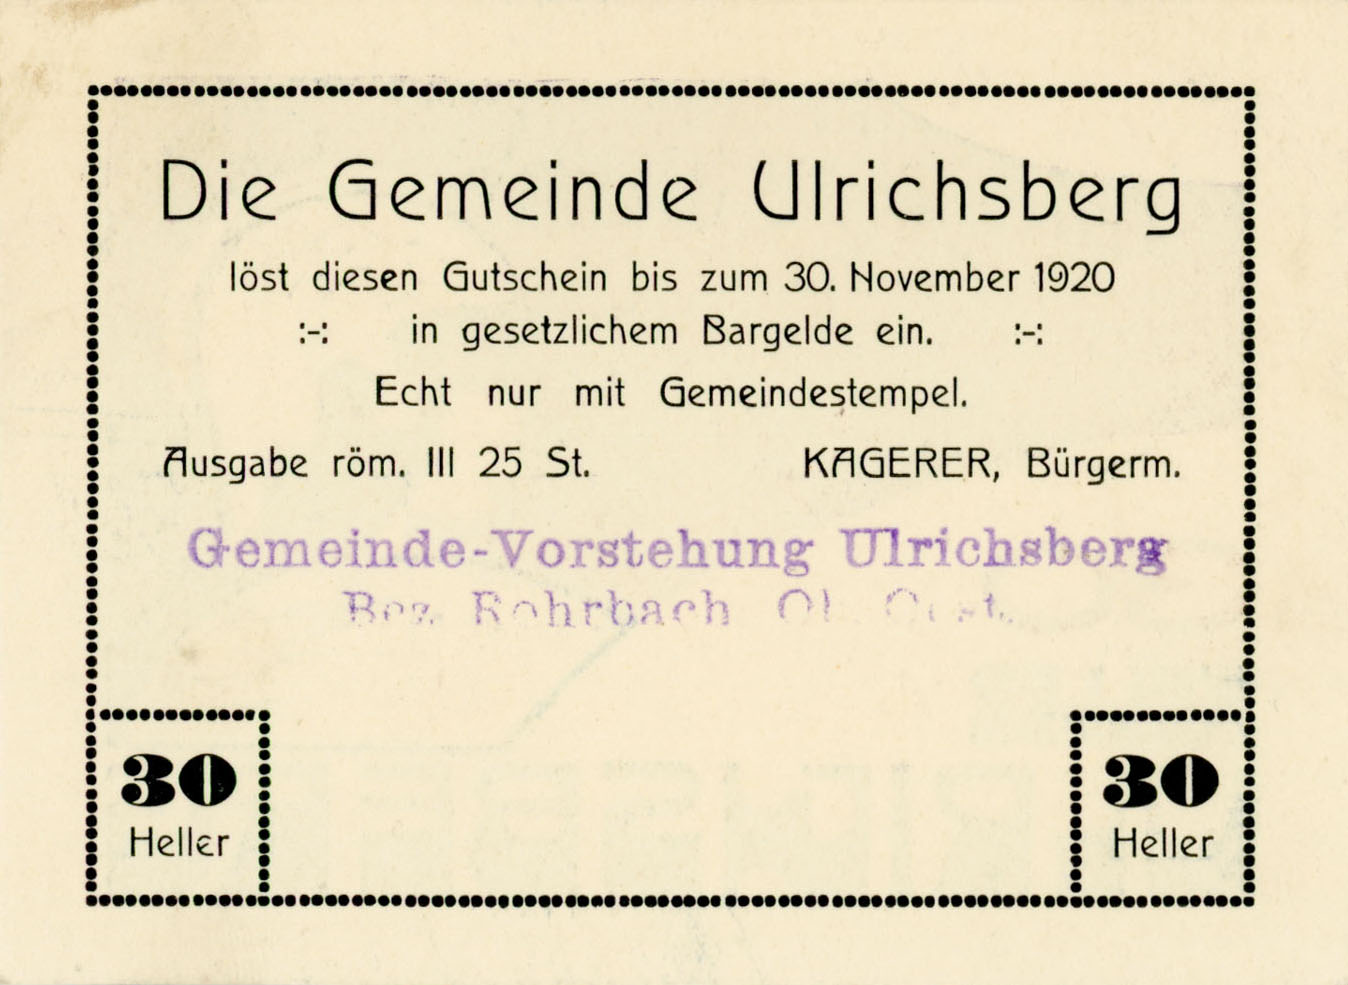 Die Gemeinde Ulrichsberg
löst diesen Gutschein bis zum 30. November 1920
:-: in gesetzlichem Bargelde ein. :-:
Echt nur mit Gemeindestempel.
Ausgabe röm. III 25 St. KAGERER, Bürgerm.
Gemeinde-Vorstehung Ulrichsberg
Bez. Rohrbach
30 30
Heller Heller